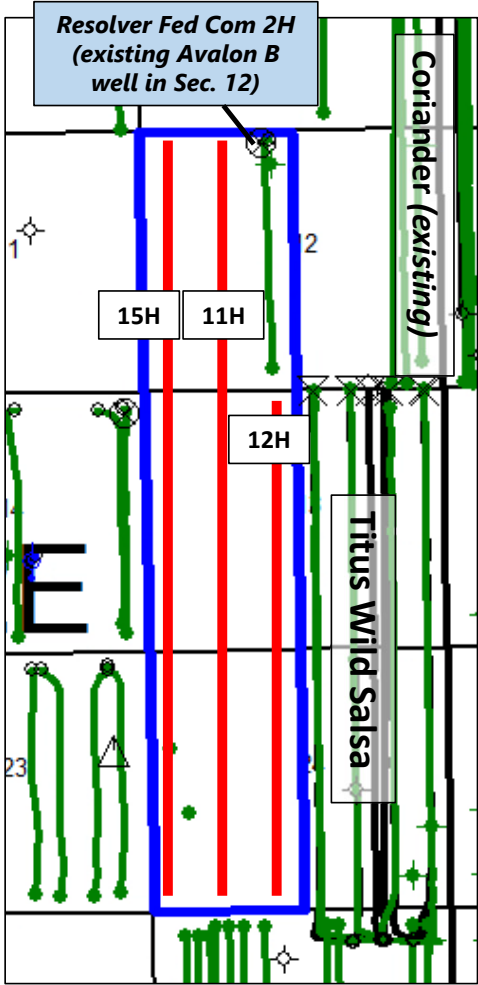 Resolver Fed Com 2H
(existing Avalon B
well in Sec. 12)
Coriander (existing)
1
2
15H
11H
12H
E
Titus Wild Salsa
23